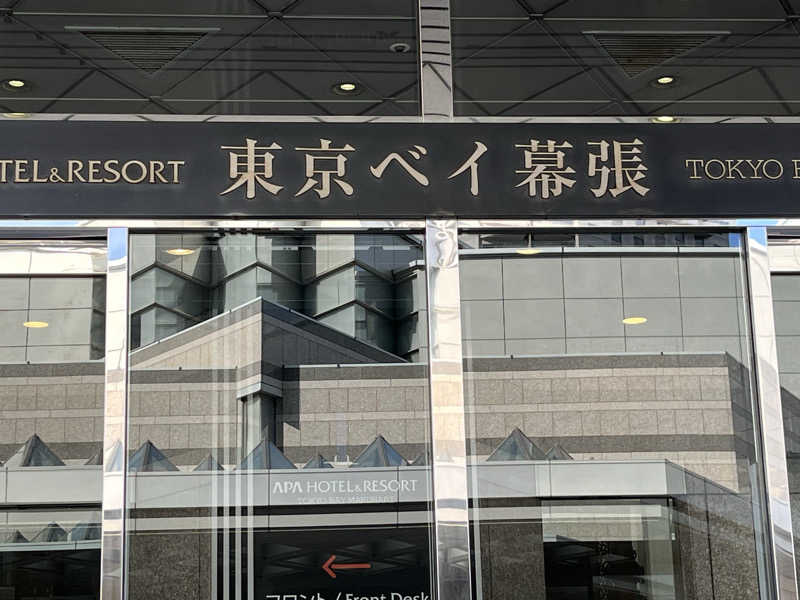 HOTEL&RESORT 東京ベイ幕張 TOKYO B
APA HOTEL&RESORT
TOKYO BAY MAKUHARI
←
フロント / Front Desk